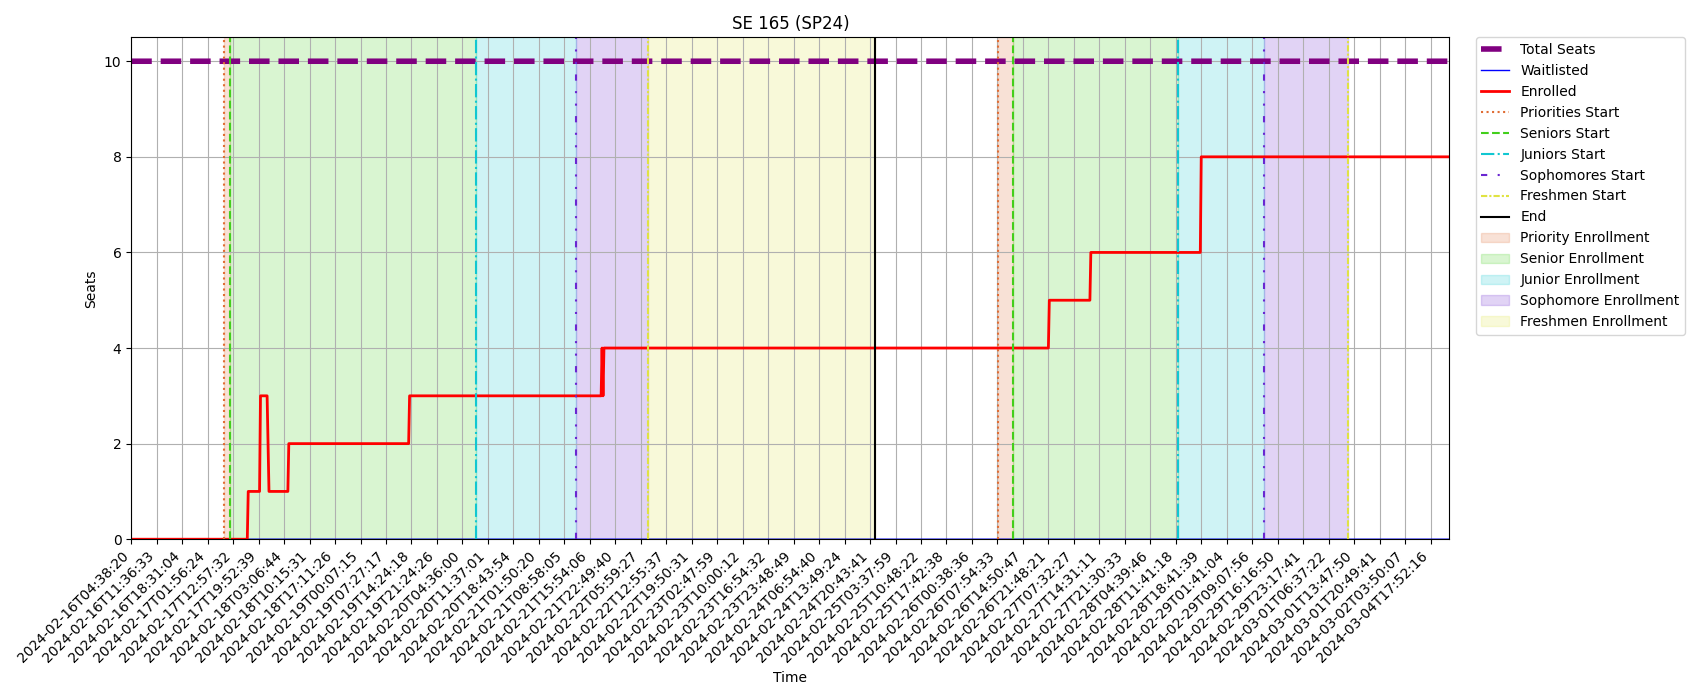 SE 165 (SP24)
10
8
6
4
2
0
Seats
2024-02-16T04:38:20
2024-02-16T11:36:33
2024-02-16T18:31:04
2024-02-17T01:56:24
2024-02-17T12:57:32
2024-02-17T19:52:39
2024-02-18T03:06:44
2024-02-18T10:15:31
2024-02-18T17:11:26
2024-02-19T00:07:15
2024-02-19T07:27:17
2024-02-19T14:24:18
2024-02-19T21:24:26
2024-02-20T04:36:00
2024-02-20T11:37:01
2024-02-20T18:43:54
2024-02-21T01:50:20
2024-02-21T08:58:05
2024-02-21T15:54:06
2024-02-21T22:49:40
2024-02-22T05:59:27
2024-02-22T12:55:37
2024-02-22T19:50:31
2024-02-23T02:47:59
2024-02-23T10:00:12
2024-02-23T16:54:32
2024-02-23T23:48:49
2024-02-24T06:54:40
2024-02-24T13:49:24
2024-02-24T20:43:41
2024-02-25T03:37:59
2024-02-25T10:48:22
2024-02-25T17:42:38
2024-02-26T00:38:36
2024-02-26T07:54:33
2024-02-26T14:50:47
2024-02-26T21:48:21
2024-02-27T07:32:27
2024-02-27T14:31:11
2024-02-27T21:30:33
2024-02-28T04:39:46
2024-02-28T11:41:18
2024-02-28T18:41:39
2024-02-29T01:41:04
2024-02-29T09:07:56
2024-02-29T16:16:50
2024-02-29T23:17:41
2024-03-01T06:37:22
2024-03-01T13:47:50
2024-03-01T20:49:41
2024-03-02T03:50:07
2024-03-04T17:52:16
Time
Total Seats
Waitlisted
Enrolled
Priorities Start
Seniors Start
Juniors Start
Sophomores Start
Freshmen Start
End
Priority Enrollment
Senior Enrollment
Junior Enrollment
Sophomore Enrollment
Freshmen Enrollment